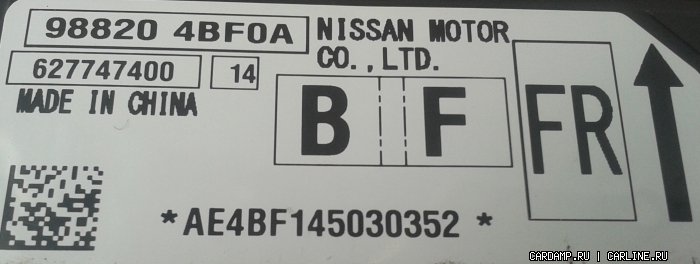 98820 4BF0A
NISSAN MOTOR
CO.,LTD.
627747400
14
MADE IN CHINA
B F
FR
*AE4BF145030352 *
CARDAMP.RU | CARLINE.RU